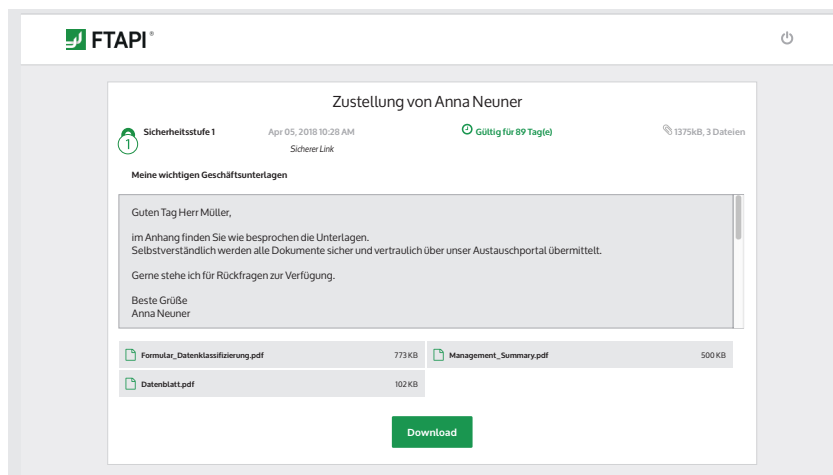 FTAPI®
Zustellung von Anna Neuner
1 Sicherheitsstufe 1 Apr 05, 2018 10:28 AM Gültig für 89 Tag(e) 1375kB, 3 Dateien
Sicherer Link
Meine wichtigen Geschäftsunterlagen
Guten Tag Herr Müller,
im Anhang finden Sie wie besprochen die Unterlagen.
Selbstverständlich werden alle Dokumente sicher und vertraulich über unser Austauschportal übermittelt.
Gerne stehe ich für Rückfragen zur Verfügung.
Beste Grüße
Anna Neuner
Formular_Datenklassifizierung.pdf 773 KB Management_Summary.pdf 500 KB
Datenblatt.pdf 102 KB
Download